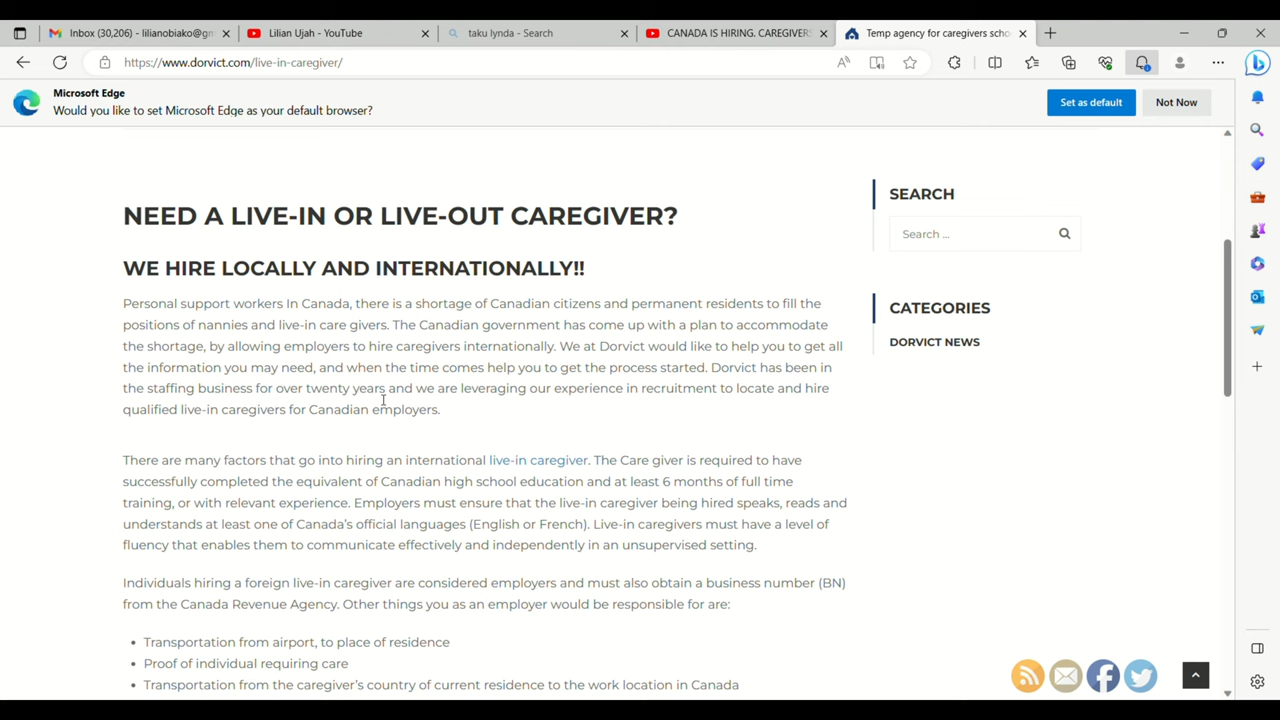 Inbox (30,206) - lilianobiako@gm
Lilian Ujah - YouTube
taku lynda - Search
CANADA IS HIRING. CAREGIVERS
Temp agency for caregivers scho
https://www.dorvict.com/live-in-caregiver/
Microsoft Edge
Would you like to set Microsoft Edge as your default browser?
Set as default
Not Now
NEED A LIVE-IN OR LIVE-OUT CAREGIVER?
WE HIRE LOCALLY AND INTERNATIONALLY!!
Personal support workers In Canada, there is a shortage of Canadian citizens and permanent residents to fill the
positions of nannies and live-in care givers. The Canadian government has come up with a plan to accommodate
the shortage, by allowing employers to hire caregivers internationally. We at Dorvict would like to help you to get all
the information you may need, and when the time comes help you to get the process started. Dorvict has been in
the staffing business for over twenty years and we are leveraging our experience in recruitment to locate and hire
qualified live-in caregivers for Canadian employers.
There are many factors that go into hiring an international live-in caregiver. The Care giver is required to have
successfully completed the equivalent of Canadian high school education and at least 6 months of full time
training, or with relevant experience. Employers must ensure that the live-in caregiver being hired speaks, reads and
understands at least one of Canada's official languages (English or French). Live-in caregivers must have a level of
fluency that enables them to communicate effectively and independently in an unsupervised setting.
Individuals hiring a foreign live-in caregiver are considered employers and must also obtain a business number (BN)
from the Canada Revenue Agency. Other things you as an employer would be responsible for are:
• Transportation from airport, to place of residence
• Proof of individual requiring care
• Transportation from the caregiver's country of current residence to the work location in Canada
SEARCH
Search ...
CATEGORIES
DORVICT NEWS